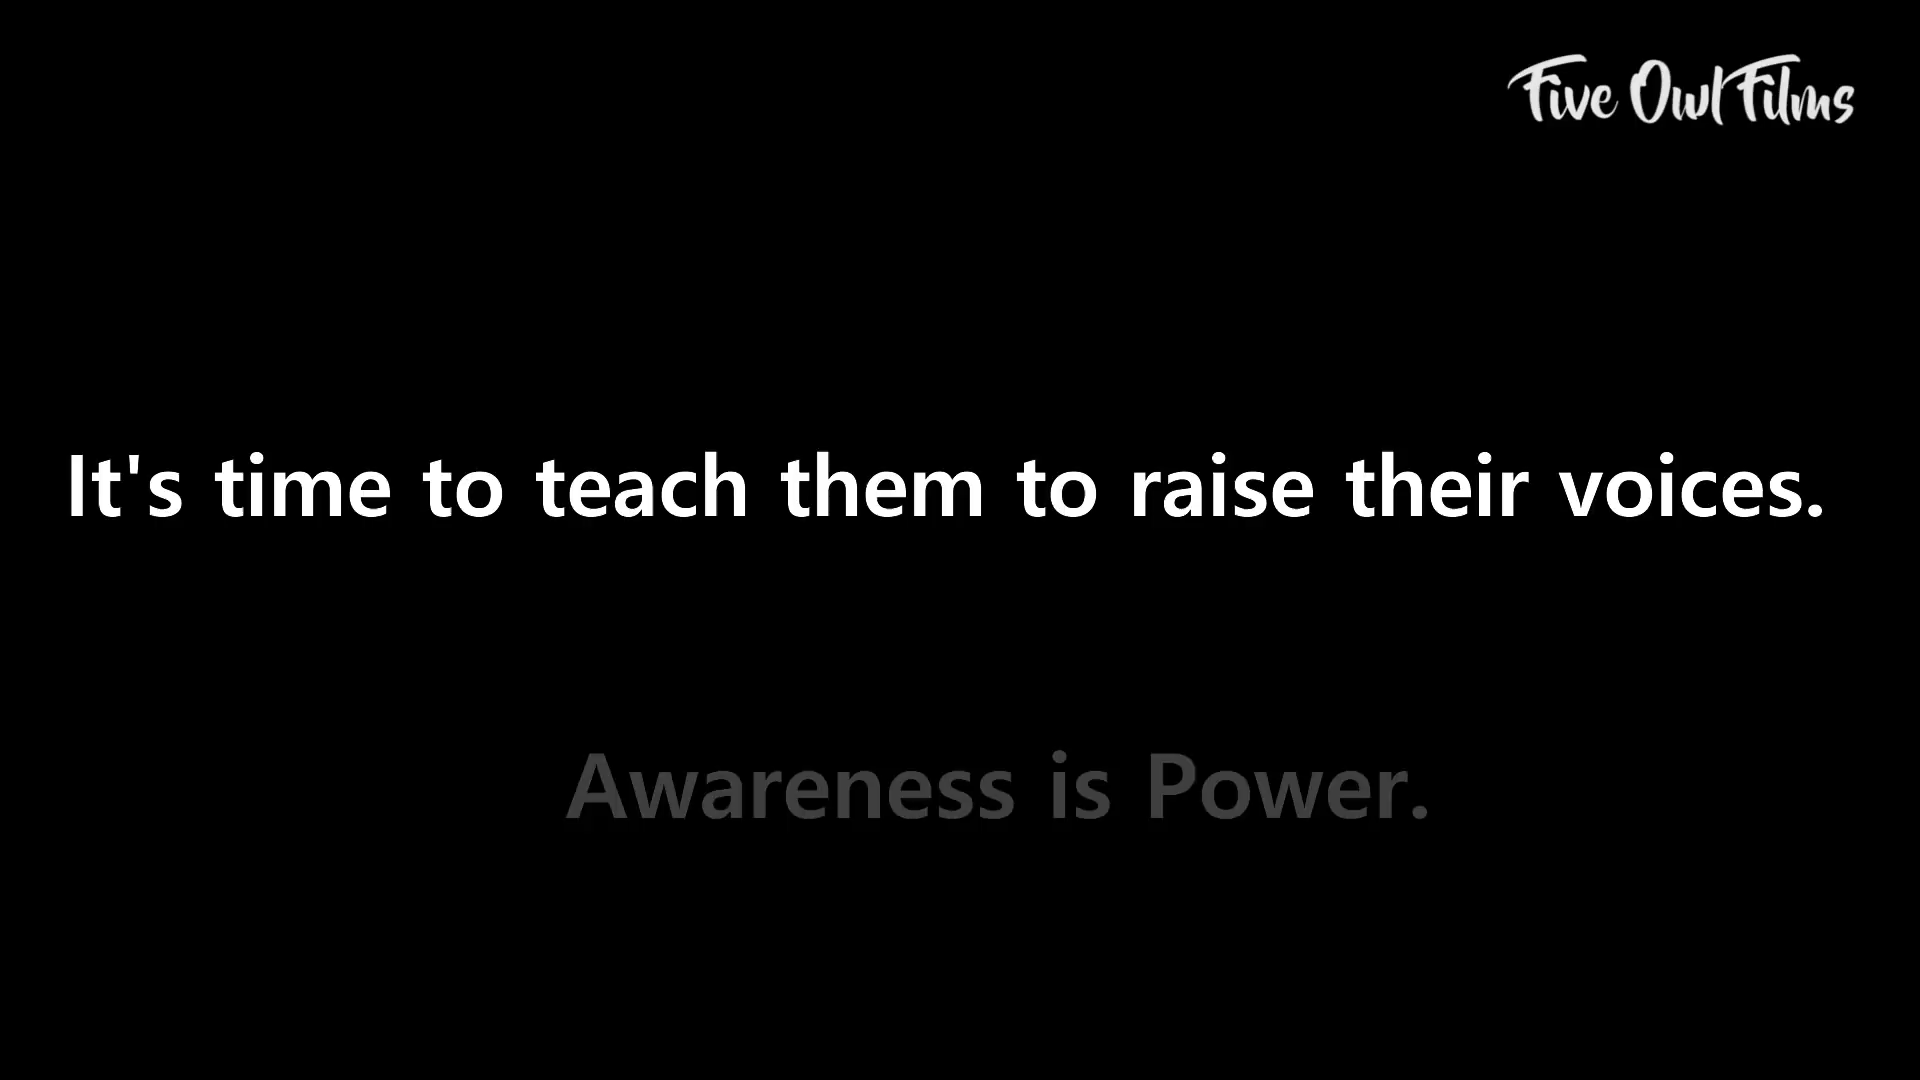 Five Owl Films
It's time to teach them to raise their voices.
Awareness is Power.